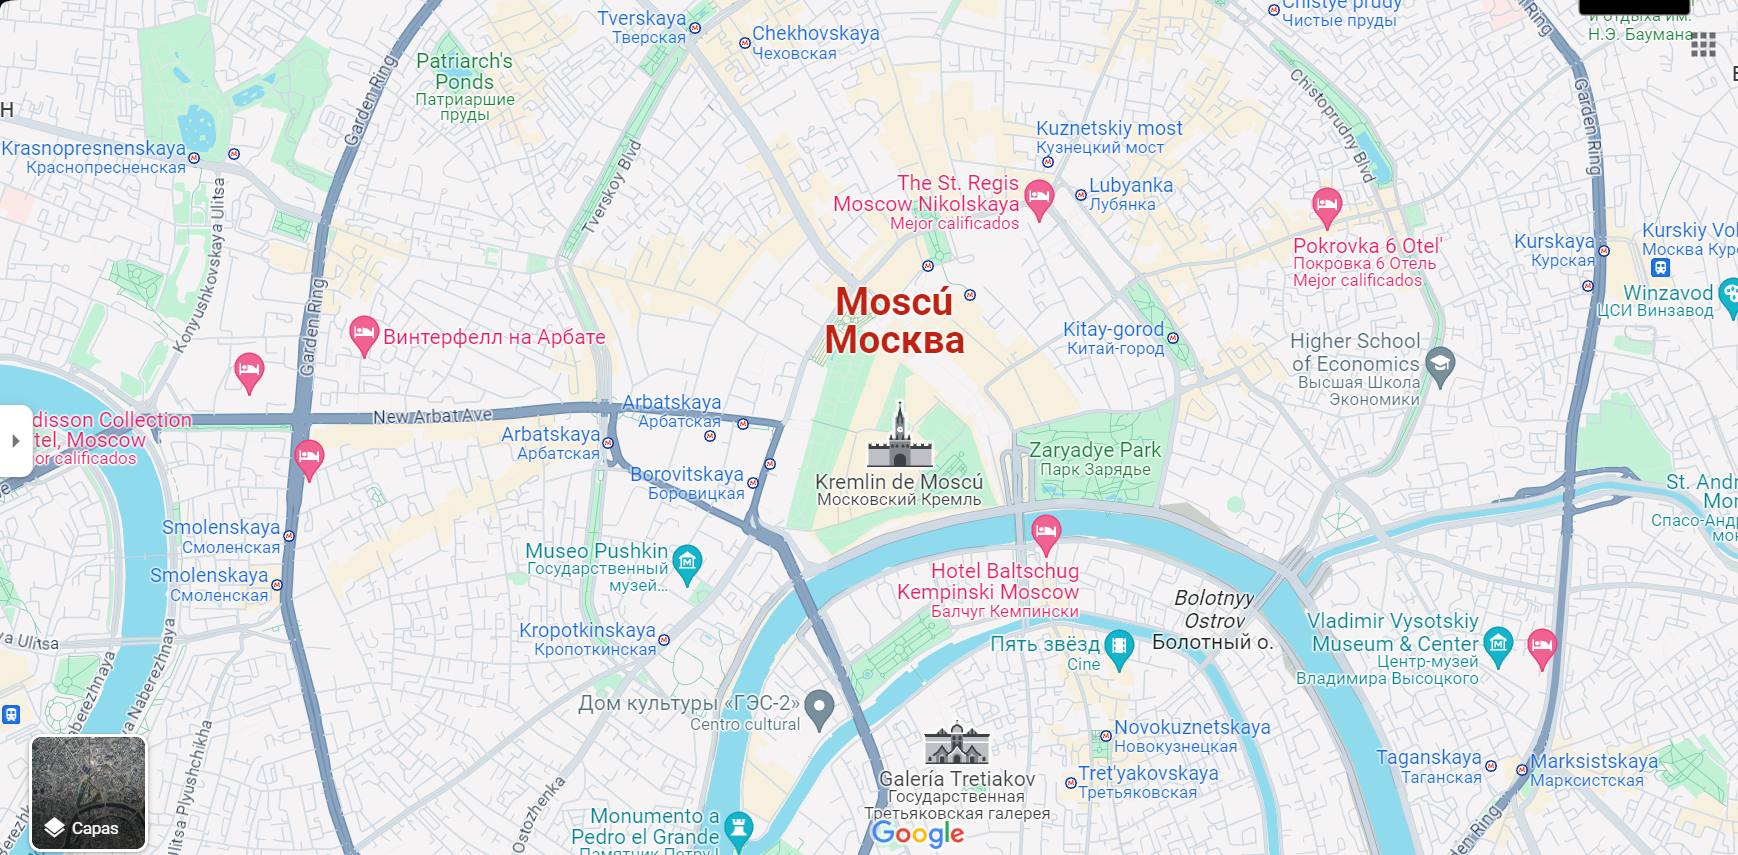 Tverskaya
Тверская
Chekhovskaya
Чеховская
Chistye prudy
Чистые пруды
и отдыха им.
Н.Э. Баумана
Patriarch's
Ponds
Патриаршие
пруды
Garden Ring
Tverskoy Blvd
Chistoprudny Blvd
Garden Ring
Н
Krasnopresnenskaya
Краснопресненская
Kuznetskiy most
Кузнецкий мост
Lubyanka
Лубянка
The St. Regis
Moscow Nikolskaya
Mejor calificados
Pokrovka 6 Otel'
Покровка 6 Отель
Mejor calificados
Kurskaya
Курская
Kurskiy Vo
Москва Кур
Winzavod
ЦСИ Винзавод
Konyushkovskaya Ulitsa
Garden Ring
Moscú
Москва
Винтерфелл на Арбате
Kitay-gorod
Китай-город
Higher School
of Economics
Высшая Школа
Экономики
disson Collection
tel, Moscow
or calificados
New Arbat Ave
Arbatskaya
Арбатская
Arbatskaya
Арбатская
Borovitskaya
Боровицкая
Kremlin de Moscú
Московский Кремль
Zaryadye Park
Парк Зарядье
St. Andr
Mo
Спасо-Анд
мо
Smolenskaya
Смоленская
Smolenskaya
Смоленская
Museo Pushkin
Государственный
музей...
Hotel Baltschug
Kempinski Moscow
Балчуг Кемпински
Bolotnyy
Ostrov
Болотный о.
Vladimir Vysotskiy
Museum & Center
Центр-музей
Владимира Высоцкого
Kropotkinskaya
Кропоткинская
Пять звёзд
Cine
ya Ulitsa
a Naberezhnaya
berezhnaya
Дом культуры «ГЭС-2»
Centro cultural
Novokuznetskaya
Новокузнецкая
Galería Tretiakov
Государственная
Третьяковская галерея
Tret'yakovskaya
Третьяковская
Taganskaya
Таганская
Marksistskaya
Марксистская
Ulitsa Plyushchikha
Ostozhenka
Monumento a
Pedro el Grande
Памятник Петру I
den Ring
Capas
Google